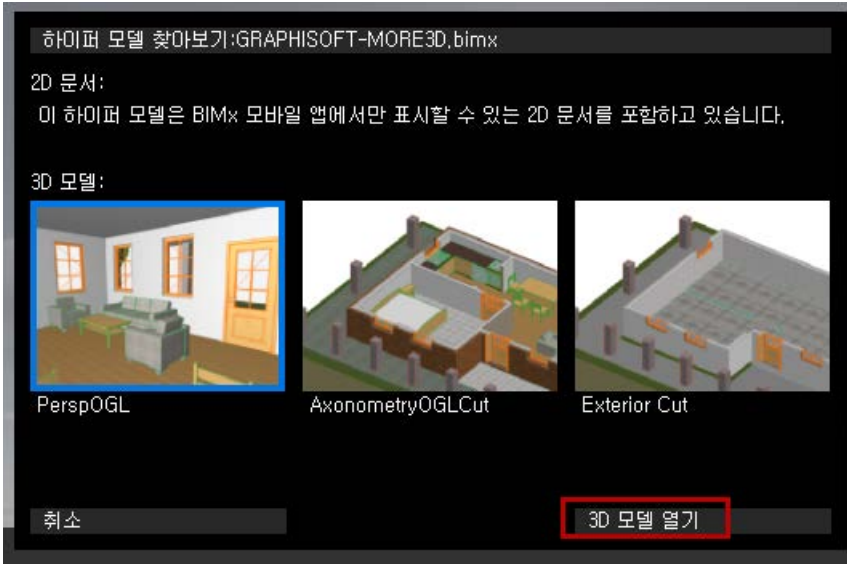 하이퍼 모델 찾아보기:GRAPHISOFT-MORE3D.bimx
2D 문서:
이 하이퍼 모델은 BIMx 모바일 앱에서만 표시할 수 있는 2D 문서를 포함하고 있습니다.
3D 모델:
PerspOGL
AxonometryOGLCut
Exterior Cut
취소
3D 모델 열기